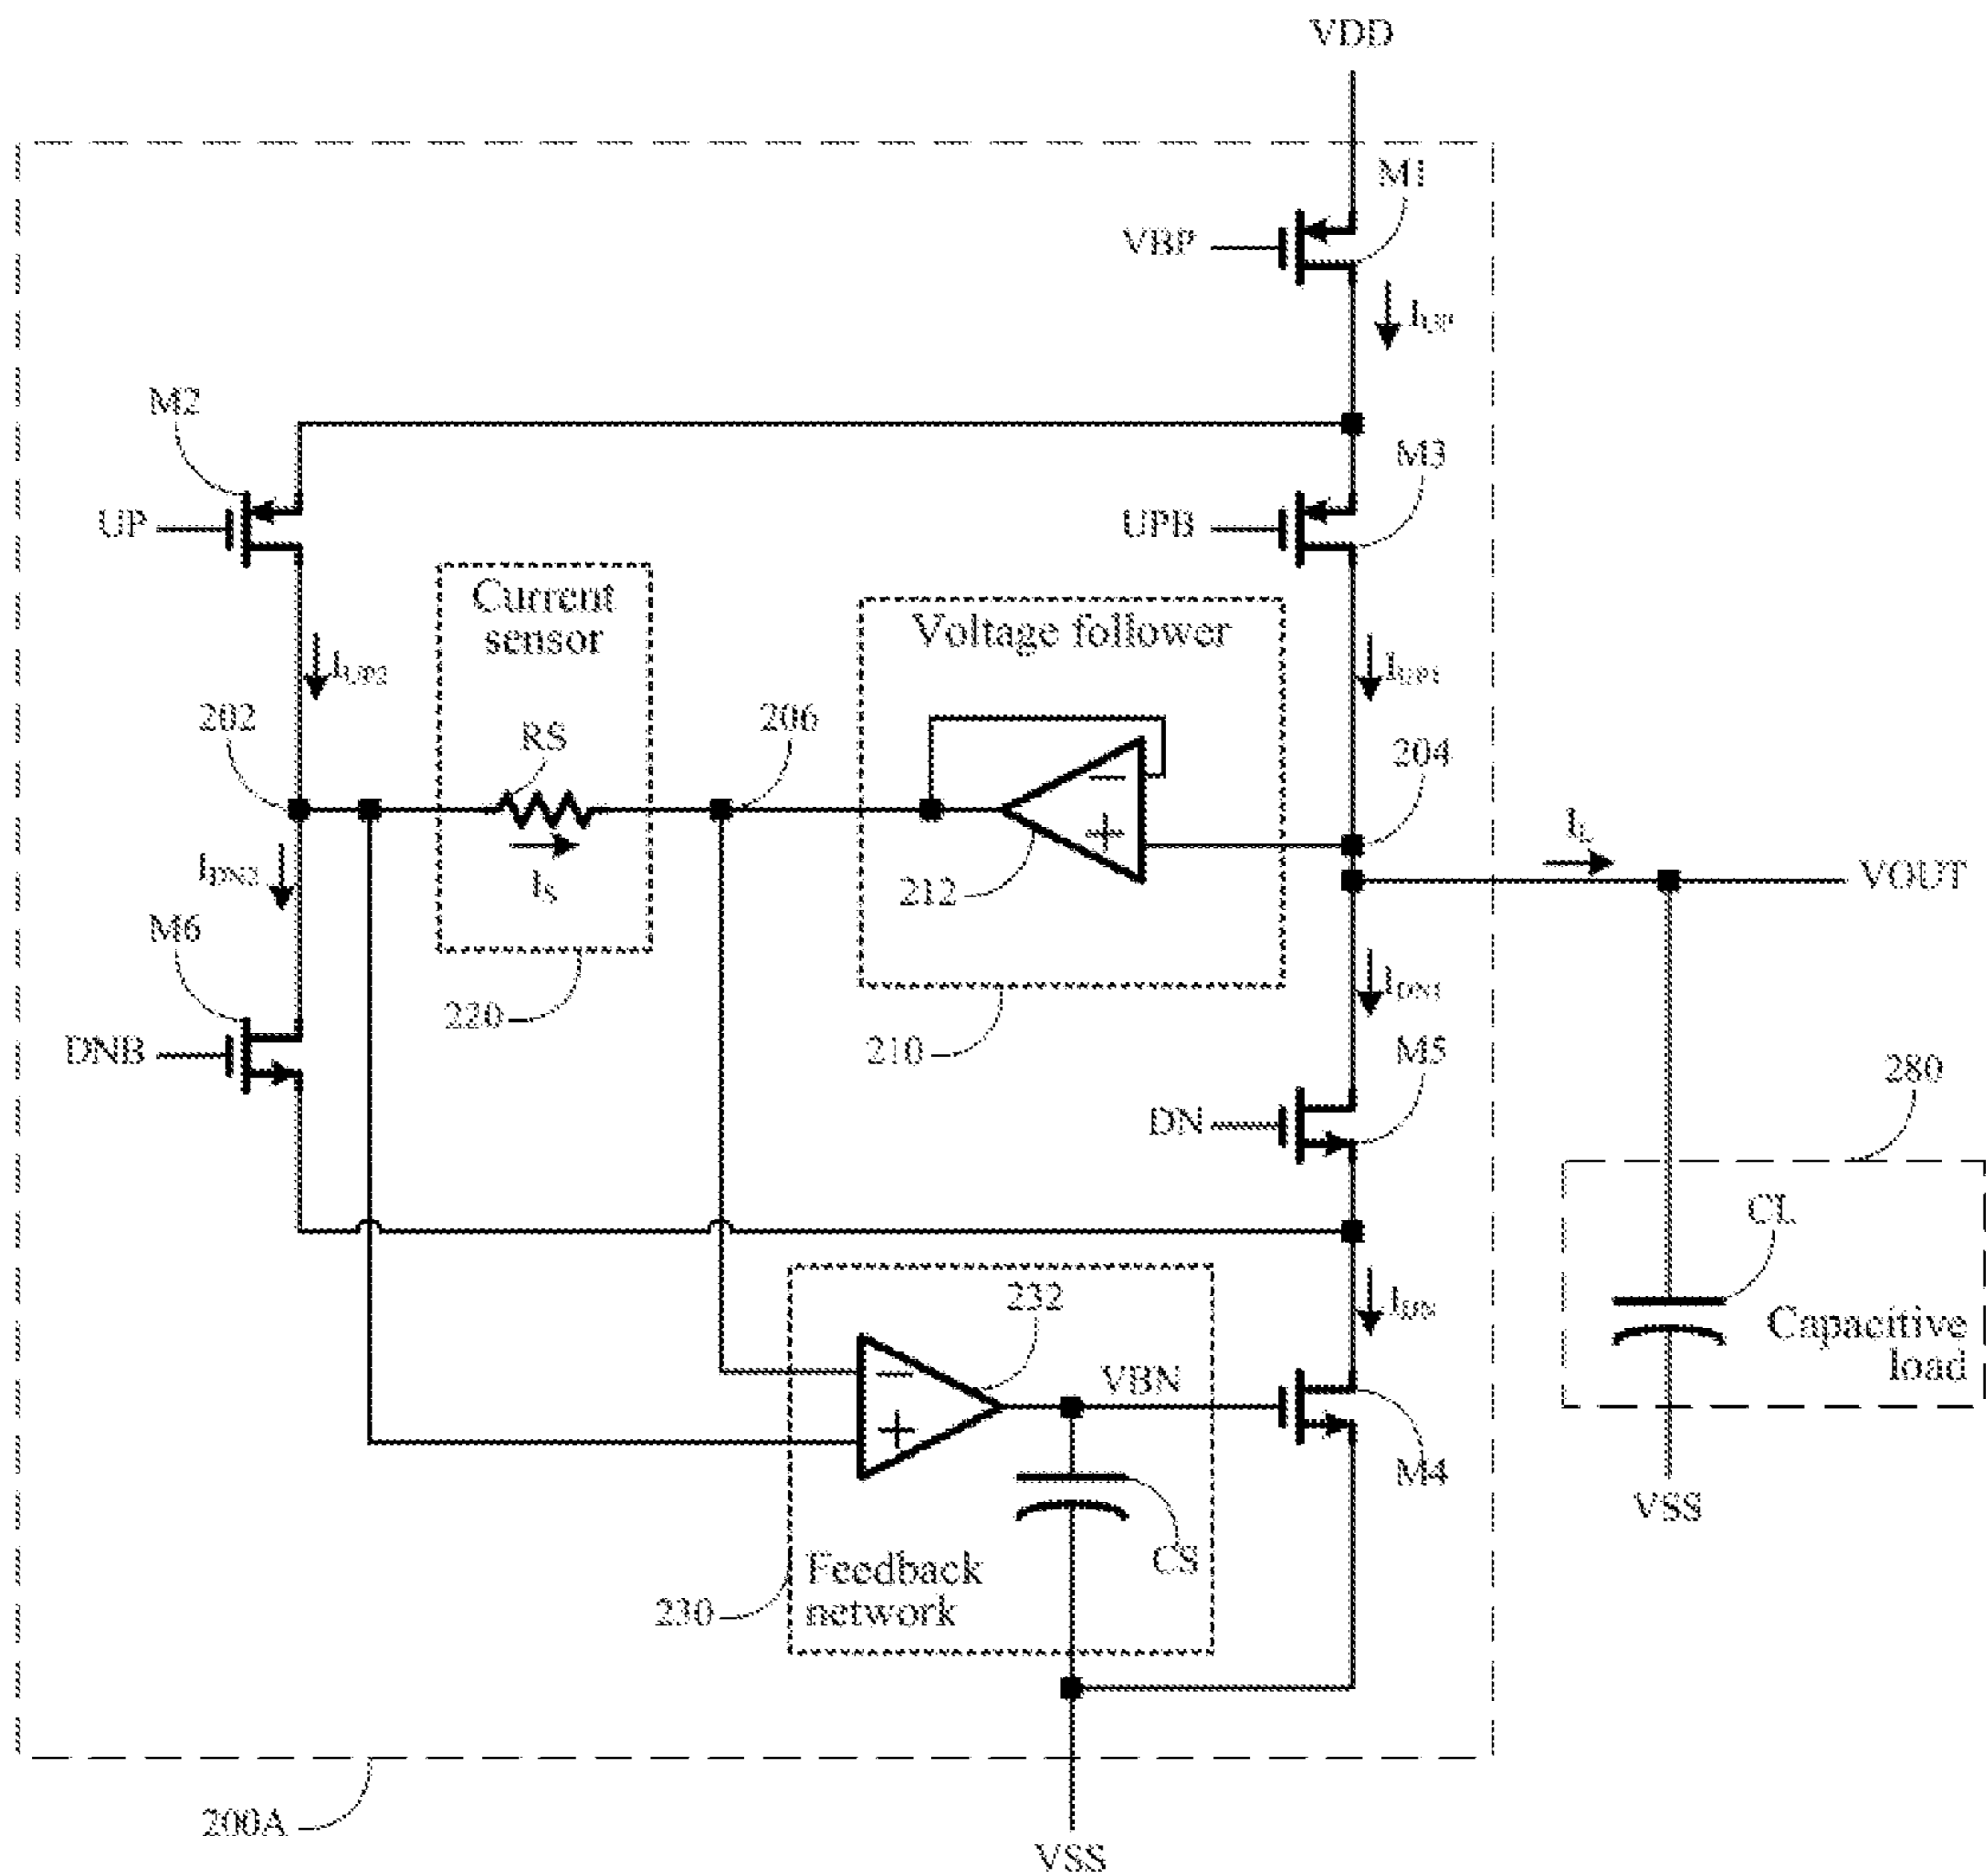 VDD
M1
VBP
IUP
M2
M3
UP
UPB
Current
sensor
Voltage follower
IUP2
IUP1
202
RS
206
204
IL
−
+
IDN2
IS
212
VOUT
M6
220
210
IDN1
M5
DNB
280
DN
CL
232
IDN
Capacitive
load
−
VBN
+
M4
CS
VSS
Feedback
network
230
200A
VSS